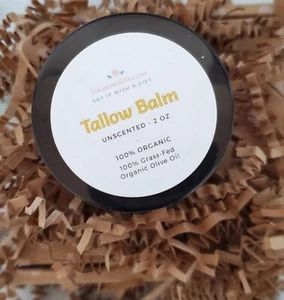 SAY IT WITH A GIFT
Tallow Balm
UNSCENTED - 2 OZ
100% ORGANIC
100% Grass-Fed
Organic Olive Oil